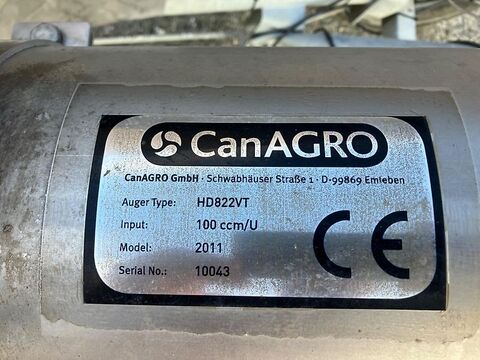 CanAGRO
CanAGRO GmbH · Schwabhäuser Straße 1 · D-99869 Emleben
Auger Type: HD822VT
Input: 100 ccm/U
Model: 2011
Serial No.: 10043
CE